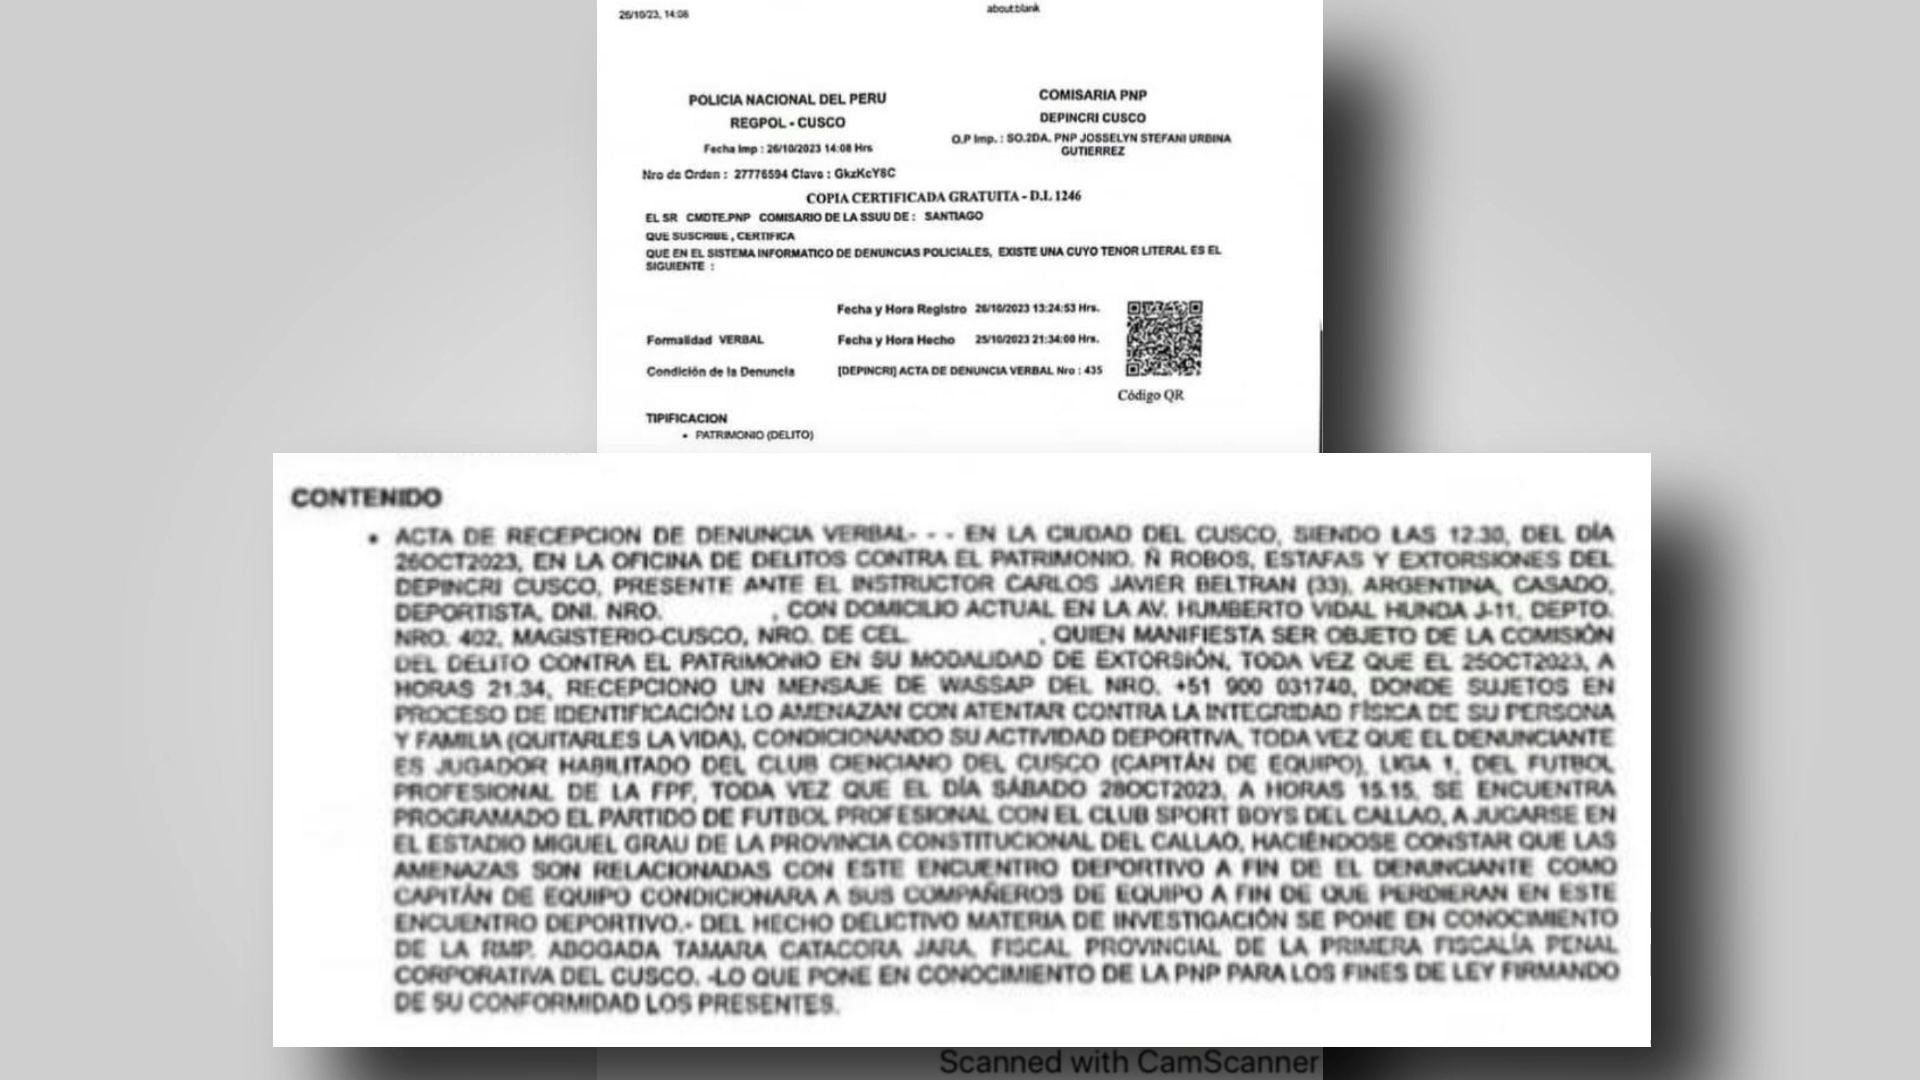 26/10/23, 14:08
about:blank
POLICIA NACIONAL DEL PERU
REGPOL - CUSCO
Fecha Imp : 26/10/2023 14:08 Hrs
COMISARIA PNP
DEPINCRI CUSCO
O.P Imp. : SO.2DA. PNP JOSSELYN STEFANI URBINA
GUTIERREZ
Nro de Orden : 27776594 Clave : GkzKcY8C
COPIA CERTIFICADA GRATUITA - D.L 1246
EL SR CMDTE.PNP COMISARIO DE LA SSUU DE : SANTIAGO
QUE SUSCRIBE , CERTIFICA
QUE EN EL SISTEMA INFORMATICO DE DENUNCIAS POLICIALES, EXISTE UNA CUYO TENOR LITERAL ES EL
SIGUIENTE :
Fecha y Hora Registro 26/10/2023 13:24:53 Hrs.
Formalidad VERBAL Fecha y Hora Hecho 25/10/2023 21:34:00 Hrs.
Condición de la Denuncia [DEPINCRI] ACTA DE DENUNCIA VERBAL Nro : 435
Código QR
TIPIFICACION
• PATRIMONIO (DELITO)
CONTENIDO
• ACTA DE RECEPCION DE DENUNCIA VERBAL- - - EN LA CIUDAD DEL CUSCO, SIENDO LAS 12.30, DEL DÍA
26OCT2023, EN LA OFICINA DE DELITOS CONTRA EL PATRIMONIO. Ñ ROBOS, ESTAFAS Y EXTORSIONES DEL
DEPINCRI CUSCO, PRESENTE ANTE EL INSTRUCTOR CARLOS JAVIER BELTRAN (33), ARGENTINA, CASADO,
DEPORTISTA, DNI. NRO. , CON DOMICILIO ACTUAL EN LA AV. HUMBERTO VIDAL HUNDA J-11, DEPTO.
NRO. 402, MAGISTERIO-CUSCO, NRO. DE CEL. , QUIEN MANIFIESTA SER OBJETO DE LA COMISIÓN
DEL DELITO CONTRA EL PATRIMONIO EN SU MODALIDAD DE EXTORSIÓN, TODA VEZ QUE EL 25OCT2023, A
HORAS 21.34, RECEPCIONO UN MENSAJE DE WASSAP DEL NRO. +51 900 031740, DONDE SUJETOS EN
PROCESO DE IDENTIFICACIÓN LO AMENAZAN CON ATENTAR CONTRA LA INTEGRIDAD FÍSICA DE SU PERSONA
Y FAMILIA (QUITARLES LA VIDA), CONDICIONANDO SU ACTIVIDAD DEPORTIVA, TODA VEZ QUE EL DENUNCIANTE
ES JUGADOR HABILITADO DEL CLUB CIENCIANO DEL CUSCO (CAPITÁN DE EQUIPO), LIGA 1, DEL FUTBOL
PROFESIONAL DE LA FPF, TODA VEZ QUE EL DÍA SÁBADO 28OCT2023, A HORAS 15.15, SE ENCUENTRA
PROGRAMADO EL PARTIDO DE FUTBOL PROFESIONAL CON EL CLUB SPORT BOYS DEL CALLAO, A JUGARSE EN
EL ESTADIO MIGUEL GRAU DE LA PROVINCIA CONSTITUCIONAL DEL CALLAO, HACIÉNDOSE CONSTAR QUE LAS
AMENAZAS SON RELACIONADAS CON ESTE ENCUENTRO DEPORTIVO A FIN DE EL DENUNCIANTE COMO
CAPITÁN DE EQUIPO CONDICIONARA A SUS COMPAÑEROS DE EQUIPO A FIN DE QUE PERDIERAN EN ESTE
ENCUENTRO DEPORTIVO.- DEL HECHO DELICTIVO MATERIA DE INVESTIGACIÓN SE PONE EN CONOCIMIENTO
DE LA RMP. ABOGADA TAMARA CATACORA JARA, FISCAL PROVINCIAL DE LA PRIMERA FISCALÍA PENAL
CORPORATIVA DEL CUSCO. -LO QUE PONE EN CONOCIMIENTO DE LA PNP PARA LOS FINES DE LEY FIRMANDO
DE SU CONFORMIDAD LOS PRESENTES.
Scanned with CamScanner